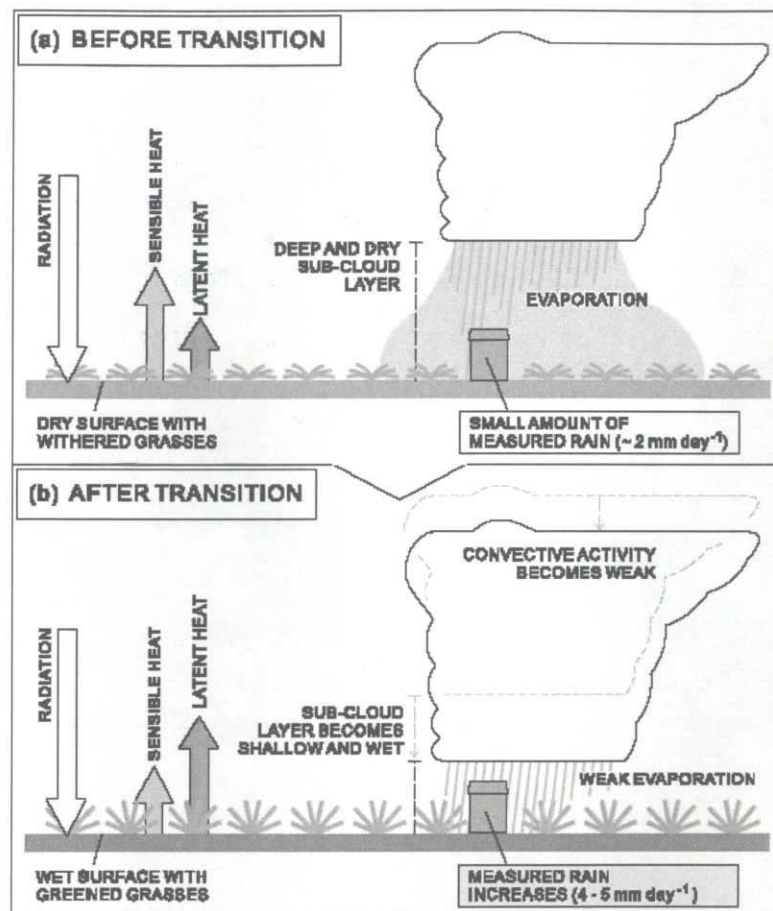 (a) BEFORE TRANSITION
RADIATION
SENSIBLE HEAT
LATENT HEAT
DEEP AND DRY
SUB-CLOUD
LAYER
EVAPORATION
DRY SURFACE WITH
WITHERED GRASSES
SMALL AMOUNT OF
MEASURED RAIN (~ 2 mm day⁻¹)
(b) AFTER TRANSITION
CONVECTIVE ACTIVITY
BECOMES WEAK
RADIATION
SENSIBLE HEAT
LATENT HEAT
SUB-CLOUD
LAYER BECOMES
SHALLOW AND WET
WEAK EVAPORATION
WET SURFACE WITH
GREENED GRASSES
MEASURED RAIN
INCREASES (4 - 5 mm day⁻¹)